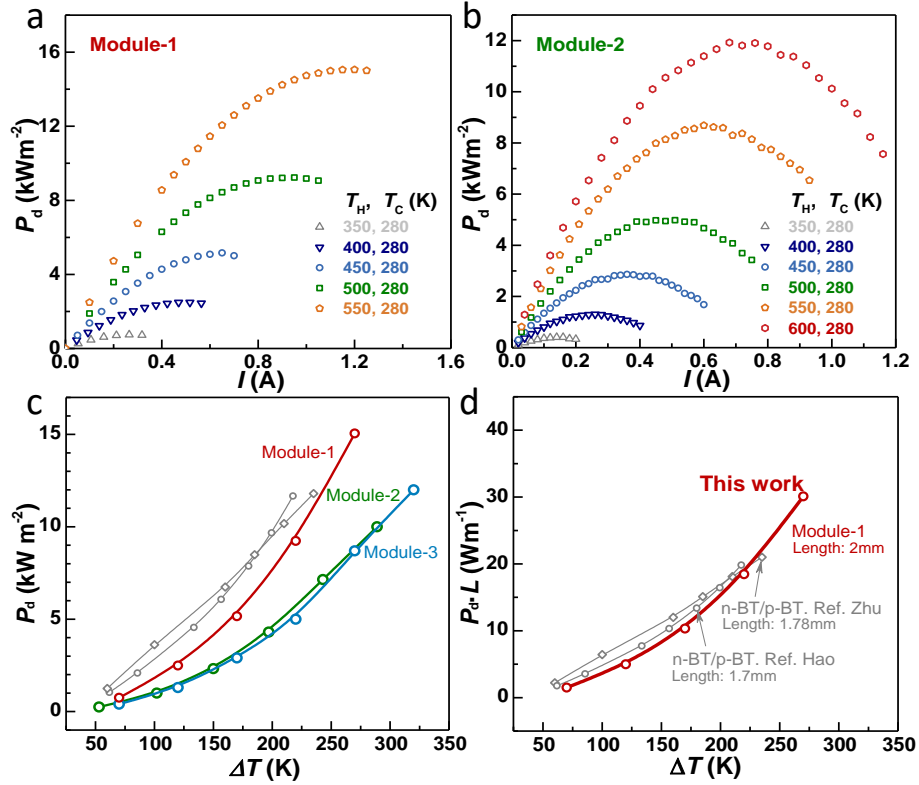 a
Module-1
P_d (kWm⁻²)
16
12
8
4
0
T_H, T_C (K)
350, 280
400, 280
450, 280
500, 280
550, 280
0.0 0.4 0.8 1.2 1.6
I (A)
b
Module-2
P_d (kWm⁻²)
12
10
8
6
4
2
0
T_H, T_C (K)
350, 280
400, 280
450, 280
500, 280
550, 280
600, 280
0.0 0.2 0.4 0.6 0.8 1.0 1.2
I (A)
c
P_d (kW m⁻²)
15
10
5
0
Module-1
Module-2
Module-3
50 100 150 200 250 300 350
ΔT (K)
d
P_d·L (Wm⁻¹)
40
30
20
10
0
This work
Module-1
Length: 2mm
n-BT/p-BT. Ref. Zhu
Length: 1.78mm
n-BT/p-BT. Ref. Hao
Length: 1.7mm
50 100 150 200 250 300 350
ΔT (K)